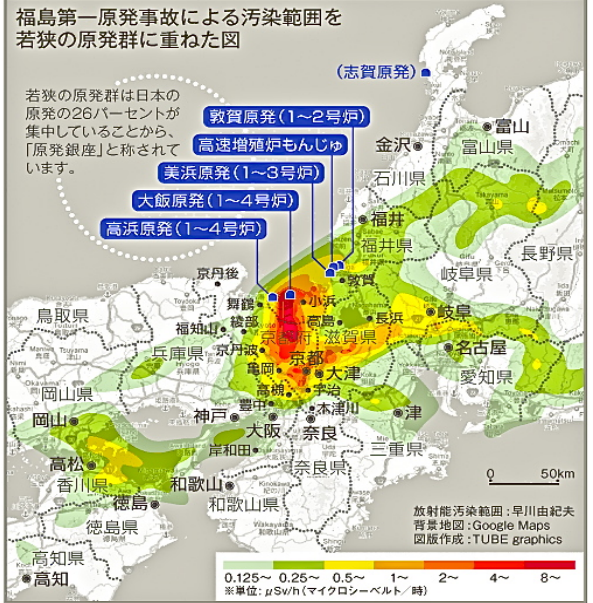 福島第一原発事故による汚染範囲を
若狭の原発群に重ねた図
若狭の原発群は日本の
原発の26パーセントが
集中していることから、
「原発銀座」と称されて
います。
(志賀原発)
敦賀原発(1〜2号炉)
高速増殖炉もんじゅ
美浜原発(1〜3号炉)
大飯原発(1〜4号炉)
高浜原発(1〜4号炉)
富山
富山県
金沢
石川県
Takayama
高山
Matsumoto
松本
福井
福井県
長野県
岐阜県
敦賀
京丹後
舞鶴
小浜
鳥取県
綾部
高島
長浜
岐阜
福知山
京都府
滋賀県
名古屋
兵庫県
京丹波
京都
大津
愛知県
亀岡
岡山県
高槻
宇治
豊中
木津川
津
神戸
岡山
大阪
奈良
三重県
岸和田
奈良県
高松
香川県
和歌山
徳島
和歌山県
Wakayama
徳島県
高知県
高知
0 50km
放射能汚染範囲:早川由紀夫
背景地図:Google Maps
図版作成:TUBE graphics
0.125〜 0.25〜 0.5〜 1〜 2〜 4〜 8〜
※単位:μSv/h(マイクロシーベルト/時)